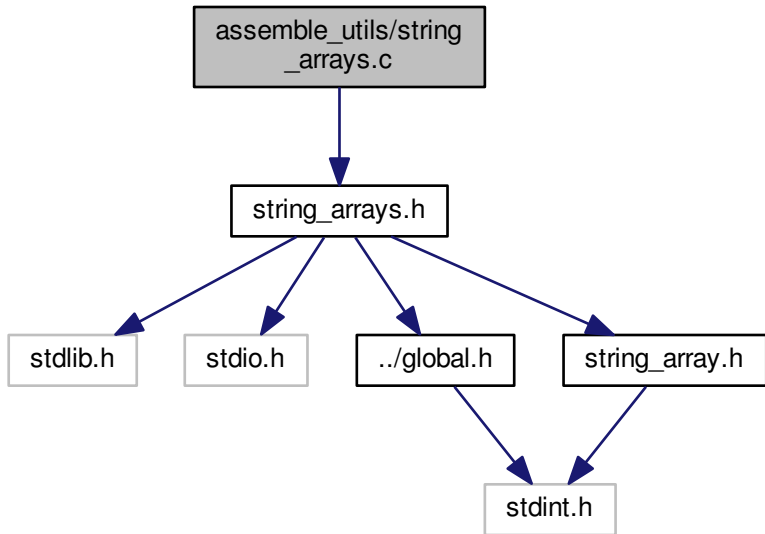 assemble_utils/string
_arrays.c
string_arrays.h
stdlib.h
stdio.h
../global.h
string_array.h
stdint.h